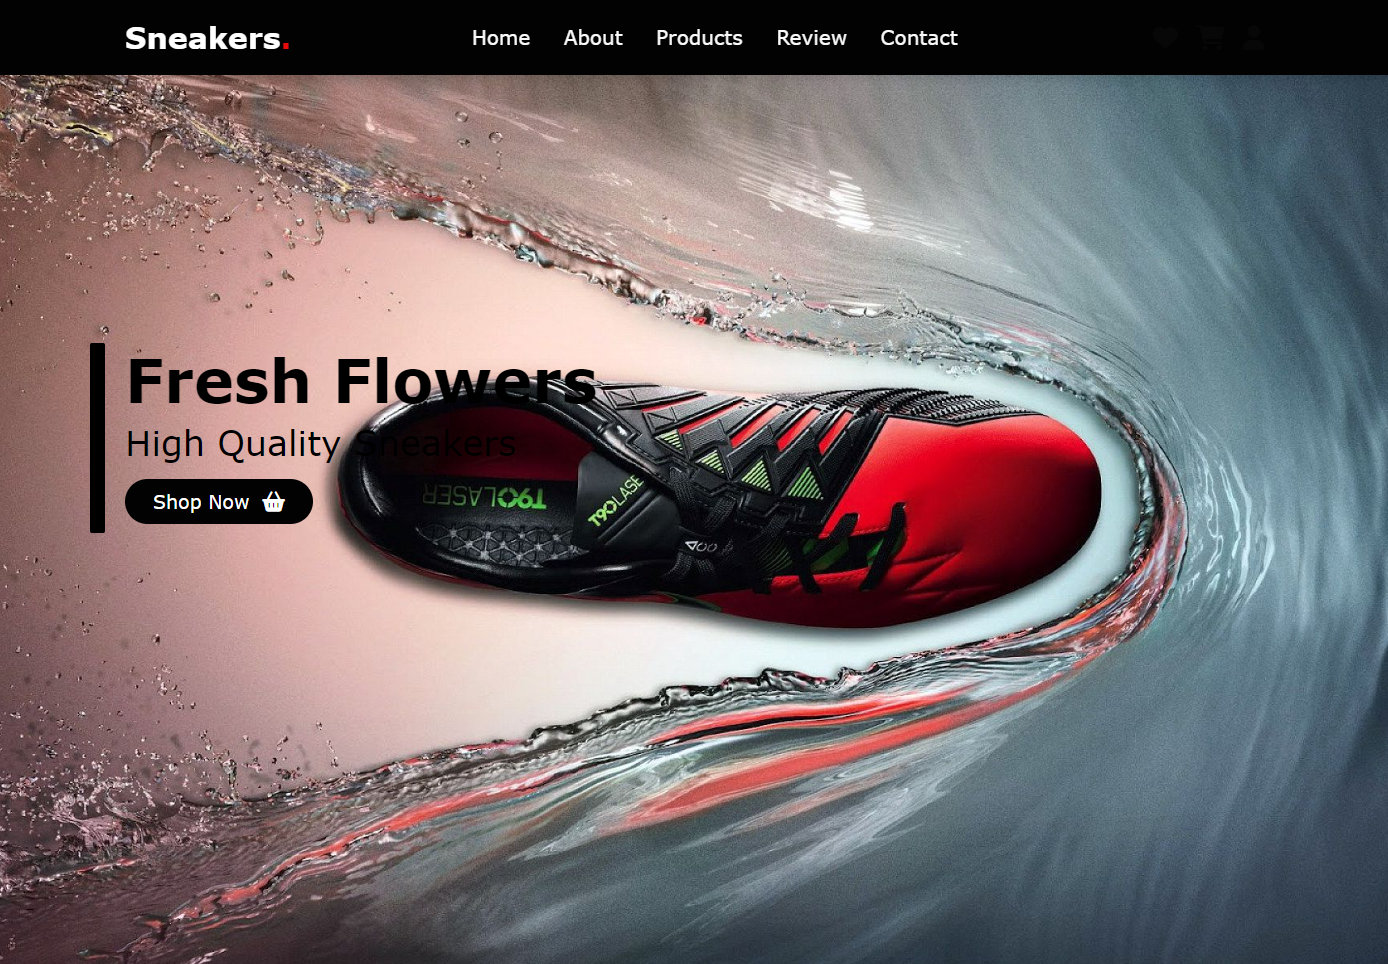 Sneakers.
Home About Products Review Contact
Fresh Flowers
High Quality Sneakers
Shop Now
T90LASER
T90LASE